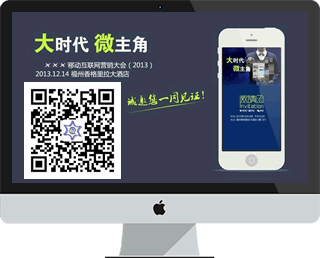 大时代 微主角
××× 移动互联网营销大会（2013）
2013.12.14 福州香格里拉大酒店
诚邀您一同见证！
大时代
微主角
邀请函
Invitation